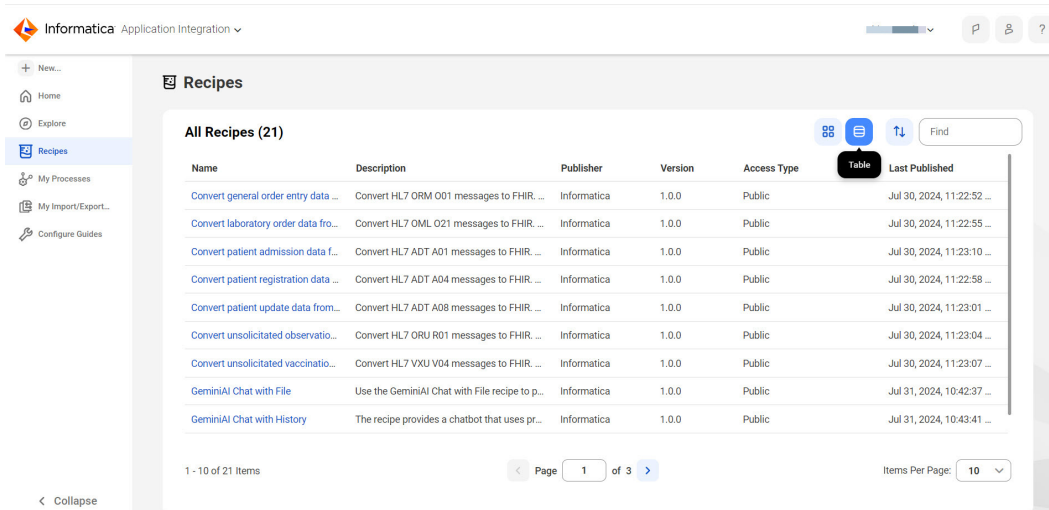 Informatica Application Integration
?
New...
Home
Explore
Recipes
My Processes
My Import/Export...
Configure Guides
Collapse
Recipes
All Recipes (21)
Find
Table
Name Description Publisher Version Access Type Last Published
Convert general order entry data ... Convert HL7 ORM O01 messages to FHIR. ... Informatica 1.0.0 Public Jul 30, 2024, 11:22:52 ...
Convert laboratory order data fro... Convert HL7 OML O21 messages to FHIR. ... Informatica 1.0.0 Public Jul 30, 2024, 11:22:55 ...
Convert patient admission data f... Convert HL7 ADT A01 messages to FHIR. ... Informatica 1.0.0 Public Jul 30, 2024, 11:23:10 ...
Convert patient registration data ... Convert HL7 ADT A04 messages to FHIR. ... Informatica 1.0.0 Public Jul 30, 2024, 11:22:58 ...
Convert patient update data from... Convert HL7 ADT A08 messages to FHIR. ... Informatica 1.0.0 Public Jul 30, 2024, 11:23:01 ...
Convert unsolicitated observatio... Convert HL7 ORU R01 messages to FHIR. ... Informatica 1.0.0 Public Jul 30, 2024, 11:23:04 ...
Convert unsolicitated vaccinatio... Convert HL7 VXU V04 messages to FHIR. ... Informatica 1.0.0 Public Jul 30, 2024, 11:23:07 ...
GeminiAI Chat with File Use the GeminiAI Chat with File recipe to p... Informatica 1.0.0 Public Jul 31, 2024, 10:42:37 ...
GeminiAI Chat with History The recipe provides a chatbot that uses pr... Informatica 1.0.0 Public Jul 31, 2024, 10:43:41 ...
1 - 10 of 21 Items Page 1 of 3 Items Per Page: 10